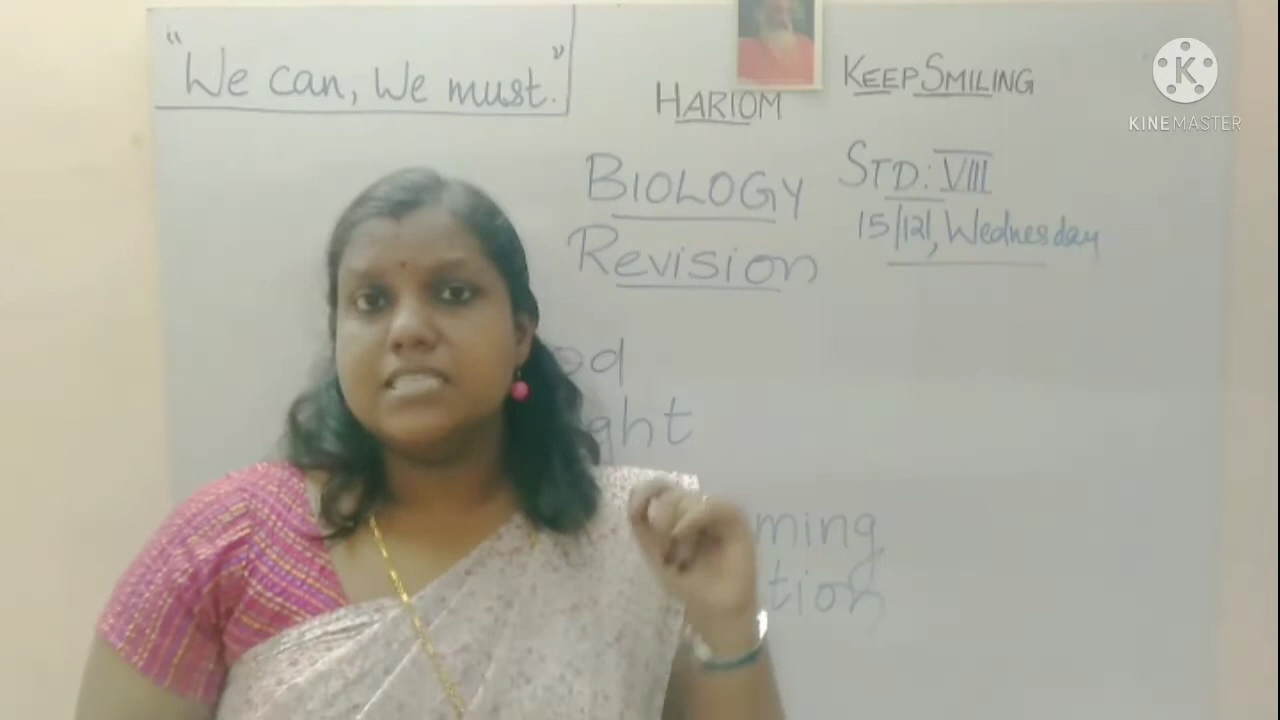 "We can, We must."
HARIOM
KEEP SMILING
BIOLOGY
STD: VIII
15/12/, Wednesday
Revision
KINEMASTER